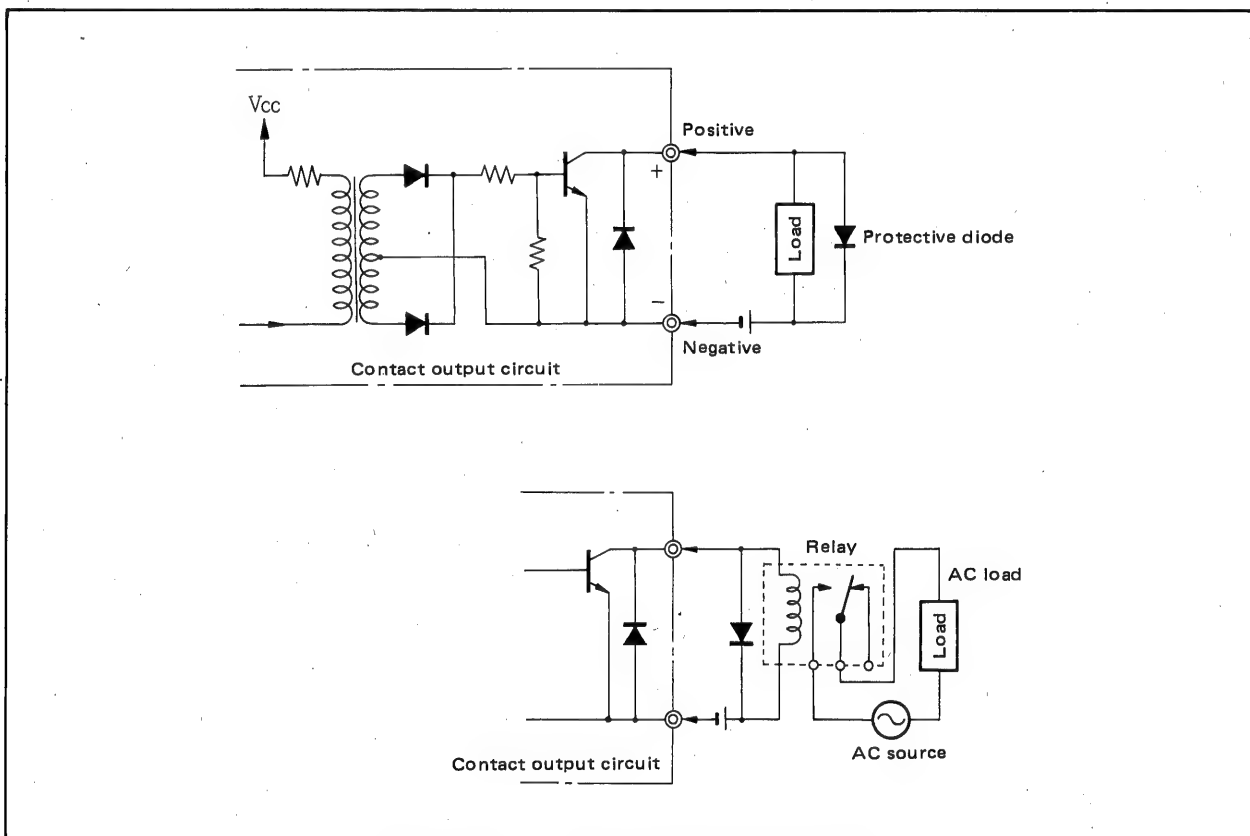 Vcc
Positive
+
Load
Protective diode
−
Negative
Contact output circuit
Relay
AC load
Load
AC source
Contact output circuit